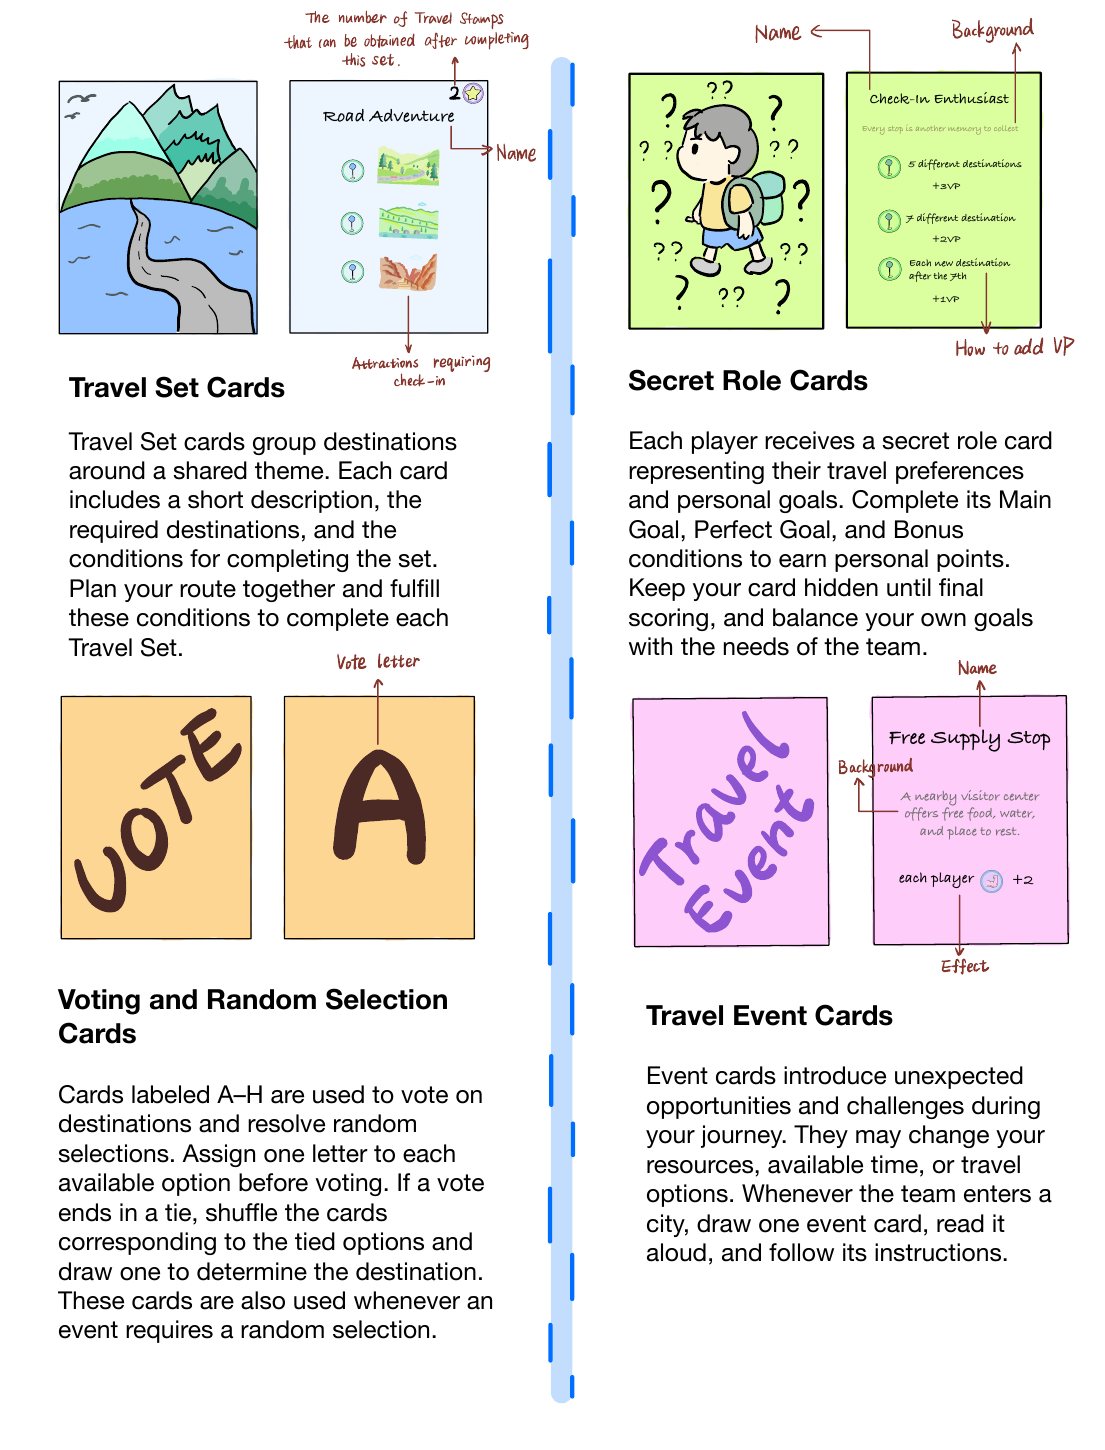 The number of Travel Stamps
that can be obtained after completing
this set.
2
Road Adventure
Name
Attractions requiring
check-in
Travel Set Cards
Travel Set cards group destinations
around a shared theme. Each card
includes a short description, the
required destinations, and the
conditions for completing the set.
Plan your route together and fulfill
these conditions to complete each
Travel Set.
Vote letter
VOTE
A
Voting and Random Selection
Cards
Cards labeled A–H are used to vote on
destinations and resolve random
selections. Assign one letter to each
available option before voting. If a vote
ends in a tie, shuffle the cards
corresponding to the tied options and
draw one to determine the destination.
These cards are also used whenever an
event requires a random selection.
Name
Background
? ? ? ? ? ? ? ? ? ? ? ? ? ? ? ? ?
Check-In Enthusiast
Every stop is another memory to collect
5 different destinations
+3VP
7 different destination
+2VP
Each new destination
after the 7th
+1VP
How to add VP
Secret Role Cards
Each player receives a secret role card
representing their travel preferences
and personal goals. Complete its Main
Goal, Perfect Goal, and Bonus
conditions to earn personal points.
Keep your card hidden until final
scoring, and balance your own goals
with the needs of the team.
Name
Travel
Event
Free Supply Stop
Background
A nearby visitor center
offers free food, water,
and place to rest.
each player +2
Effect
Travel Event Cards
Event cards introduce unexpected
opportunities and challenges during
your journey. They may change your
resources, available time, or travel
options. Whenever the team enters a
city, draw one event card, read it
aloud, and follow its instructions.